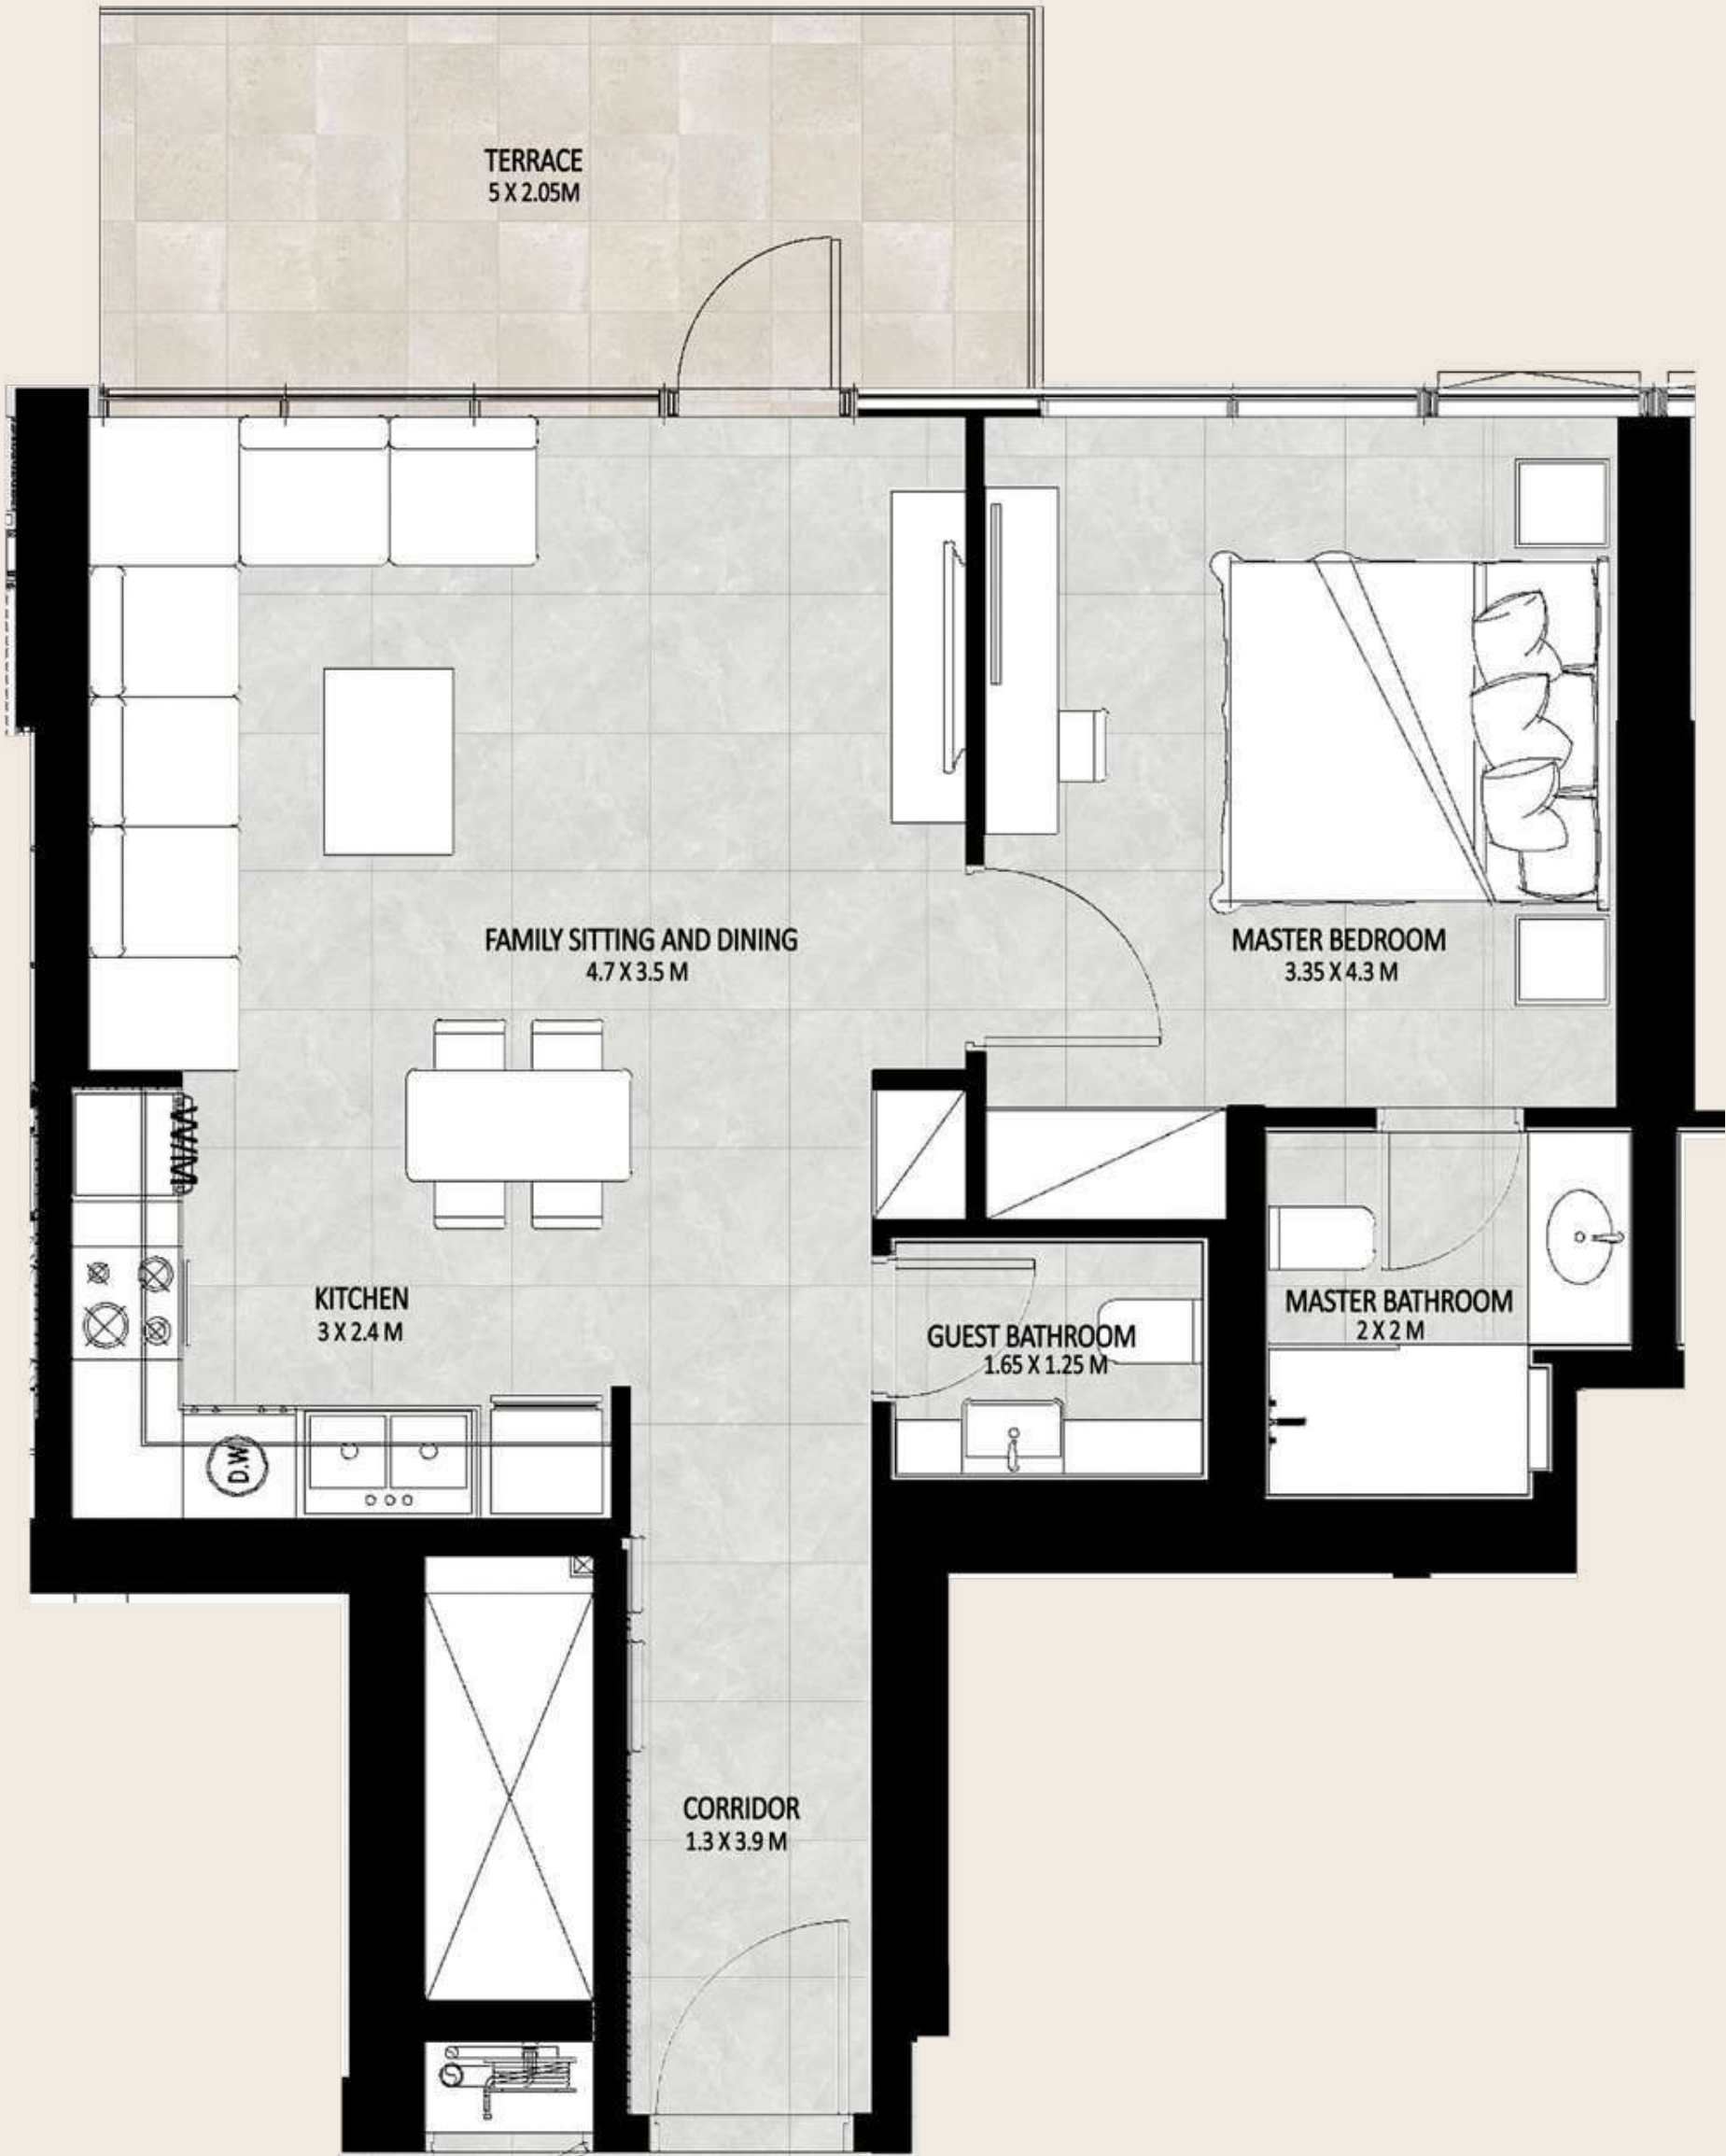 TERRACE
5 X 2.05M
FAMILY SITTING AND DINING
4.7 X 3.5 M
MASTER BEDROOM
3.35 X 4.3 M
KITCHEN
3 X 2.4 M
GUEST BATHROOM
1.65 X 1.25 M
MASTER BATHROOM
2 X 2 M
D.W
CORRIDOR
1.3 X 3.9 M